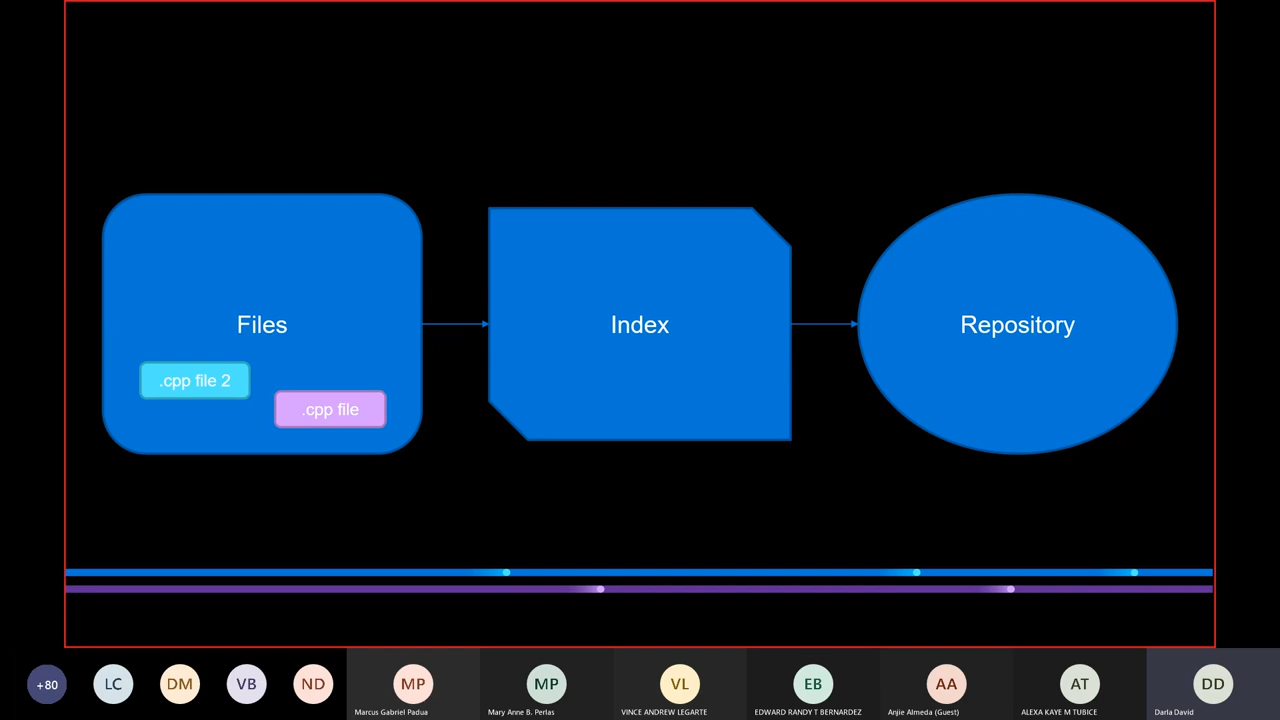 Files
Index
Repository
.cpp file 2
.cpp file
+80
LC
DM
VB
ND
MP
MP
VL
EB
AA
AT
DD
Marcus Gabriel Padua
Mary Anne B. Perlas
VINCE ANDREW LEGARTE
EDWARD RANDY T BERNARDEZ
Anjie Almeda (Guest)
ALEXA KAYE M TUBICE
Darla David